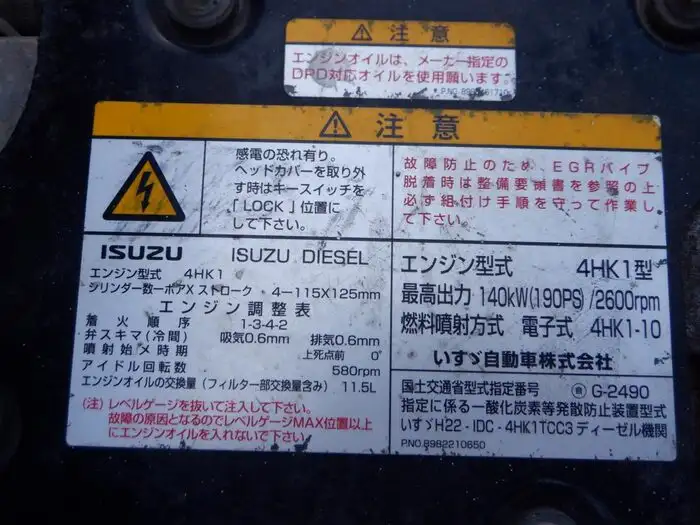 注意
エンジンオイルは、メーカー指定の
DPD対応オイルを使用願います
注意
感電の恐れ有り。
ヘッドカバーを取り外
す時はキースイッチを
「LOCK」位置に
して下さい。
故障防止のため、EGRパイプ
脱着時は整備要領書を参照の上
必ず組付け手順を守って作業し
て下さい。
ISUZU ISUZU DIESEL
エンジン型式 4HK1
シリンダー数-ボアXストローク 4-115X125mm
エンジン調整表
着火順序 1-3-4-2
弁スキマ(冷間) 吸気0.6mm 排気0.6mm
噴射始メ時期 上死点前 0°
アイドル回転数 580rpm
エンジンオイルの交換量(フィルター部交換量含み) 11.5L
(注)レベルゲージを抜いて注入して下さい。
故障の原因となるのでレベルゲージMAX位置以上
にエンジンオイルを入れないで下さい。
エンジン型式 4HK1型
最高出力 140kW(190PS)/2600rpm
燃料噴射方式 電子式 4HK1-10
いすゞ自動車株式会社
国土交通省型式指定番号 G-2490
指定に係る一酸化炭素等発散防止装置型式
いすゞH22-IDC-4HK1TCC3ディーゼル機関
P.NO.8982210650